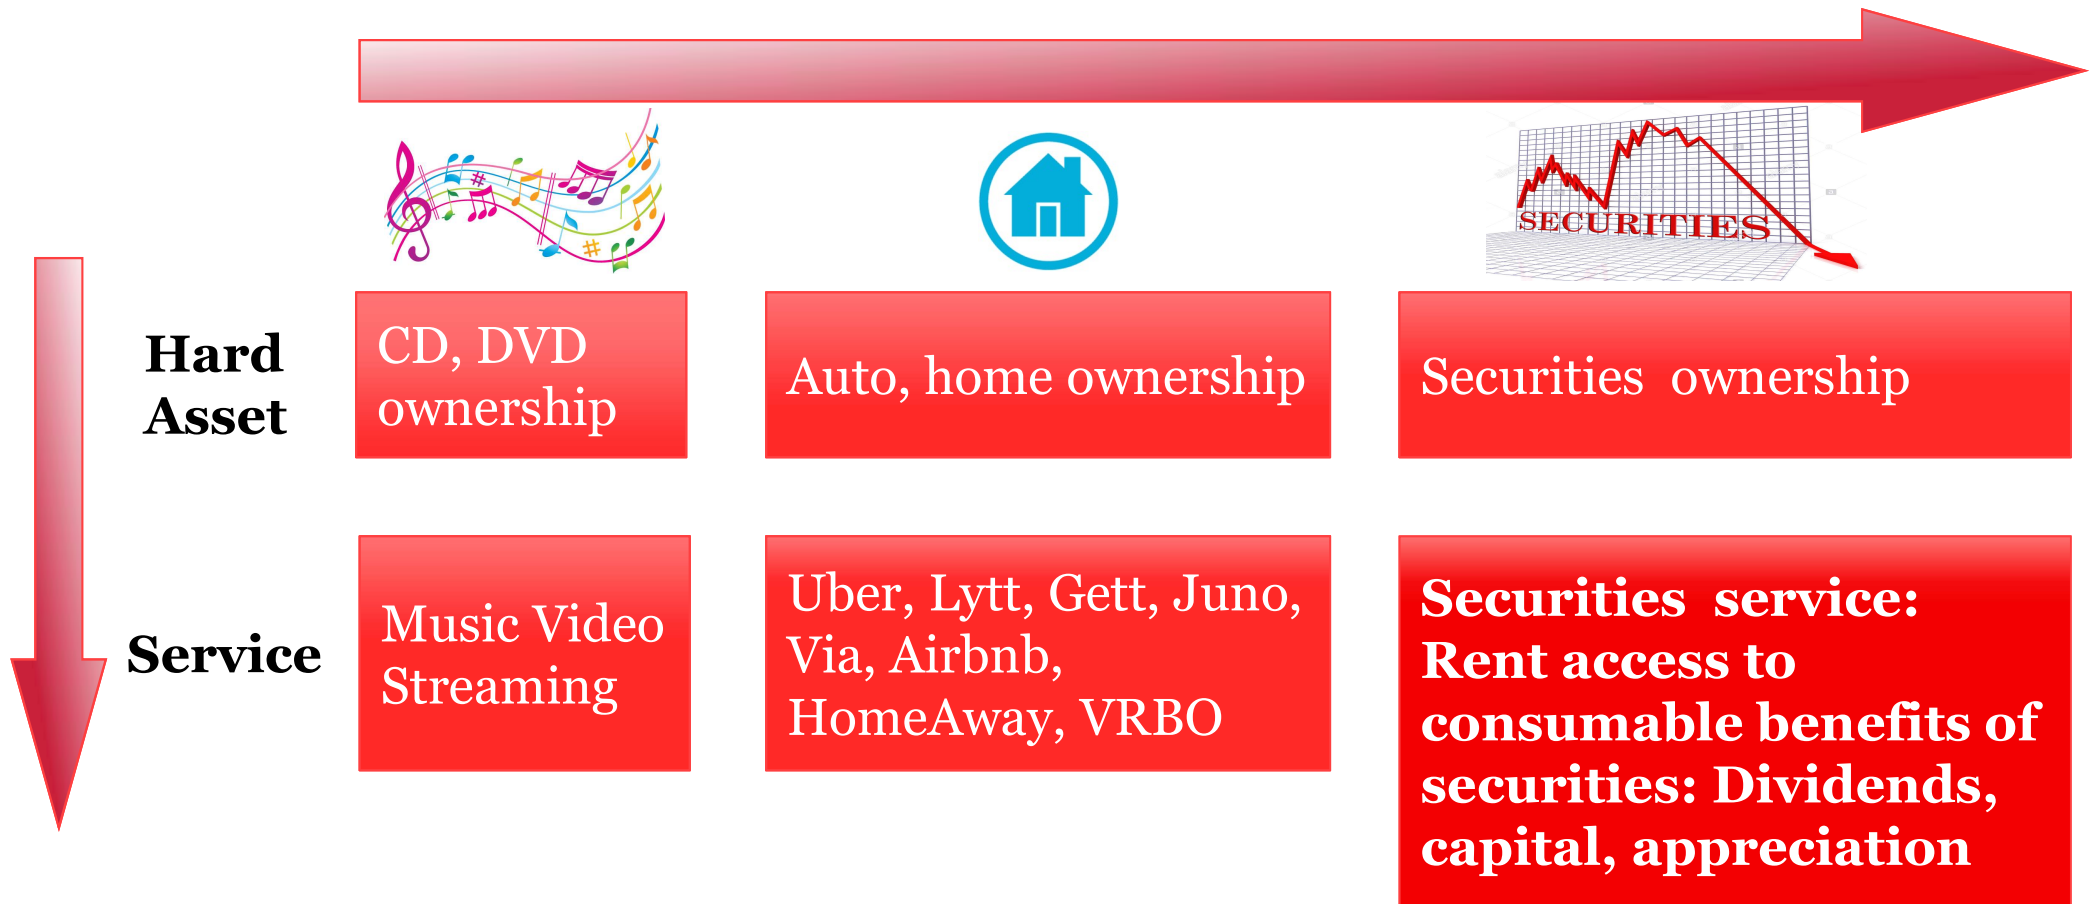 SECURITIES
Hard
Asset
CD, DVD
ownership
Auto, home ownership
Securities  ownership
Service
Music Video
Streaming
Uber, Lytt, Gett, Juno,
Via, Airbnb,
HomeAway, VRBO
Securities  service:
Rent access to
consumable benefits of
securities: Dividends,
capital, appreciation